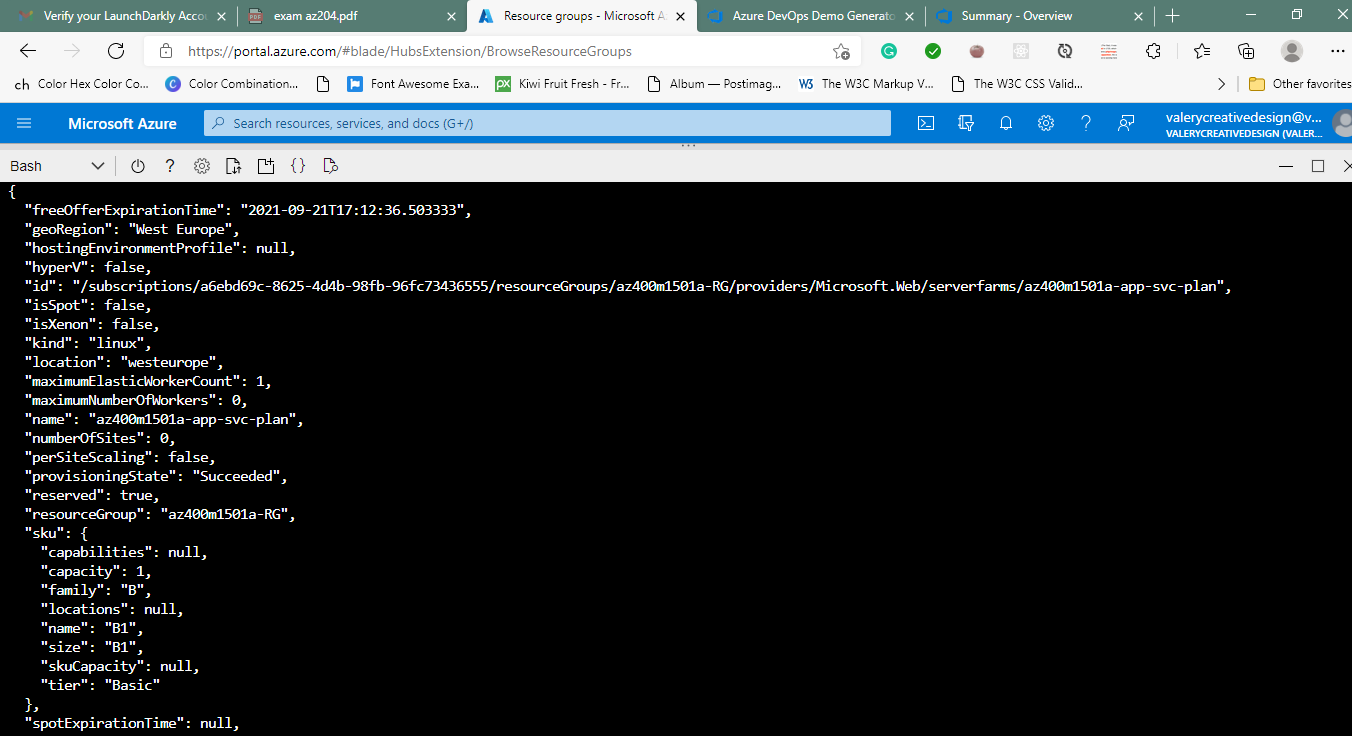 Verify your LaunchDarkly Acco
exam az204.pdf
Resource groups - Microsoft A
Azure DevOps Demo Generato
Summary - Overview
https://portal.azure.com/#blade/HubsExtension/BrowseResourceGroups
ch Color Hex Color Co...
C Color Combination...
Font Awesome Exa...
px Kiwi Fruit Fresh - Fr...
Album — Postimag...
W3 The W3C Markup V...
The W3C CSS Valid...
Other favorites
Microsoft Azure
Search resources, services, and docs (G+/)
valerycreativedesign@v...
VALERYCREATIVEDESIGN (VALER...
Bash
{
"freeOfferExpirationTime": "2021-09-21T17:12:36.503333",
"geoRegion": "West Europe",
"hostingEnvironmentProfile": null,
"hyperV": false,
"id": "/subscriptions/a6ebd69c-8625-4d4b-98fb-96fc73436555/resourceGroups/az400m1501a-RG/providers/Microsoft.Web/serverfarms/az400m1501a-app-svc-plan",
"isSpot": false,
"isXenon": false,
"kind": "linux",
"location": "westeurope",
"maximumElasticWorkerCount": 1,
"maximumNumberOfWorkers": 0,
"name": "az400m1501a-app-svc-plan",
"numberOfSites": 0,
"perSiteScaling": false,
"provisioningState": "Succeeded",
"reserved": true,
"resourceGroup": "az400m1501a-RG",
"sku": {
"capabilities": null,
"capacity": 1,
"family": "B",
"locations": null,
"name": "B1",
"size": "B1",
"skuCapacity": null,
"tier": "Basic"
},
"spotExpirationTime": null,